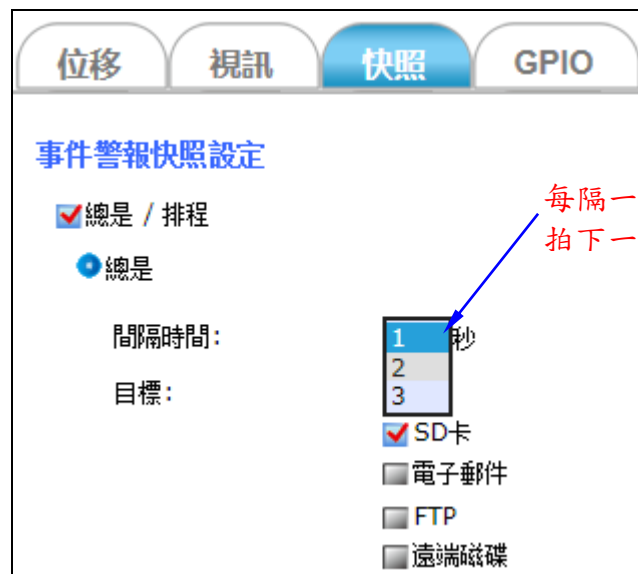 位移 視訊 快照 GPIO
事件警報快照設定
總是 / 排程
每隔一
拍下一
總是
間隔時間: 1 秒
2
目標: 3
SD卡
電子郵件
FTP
遠端磁碟